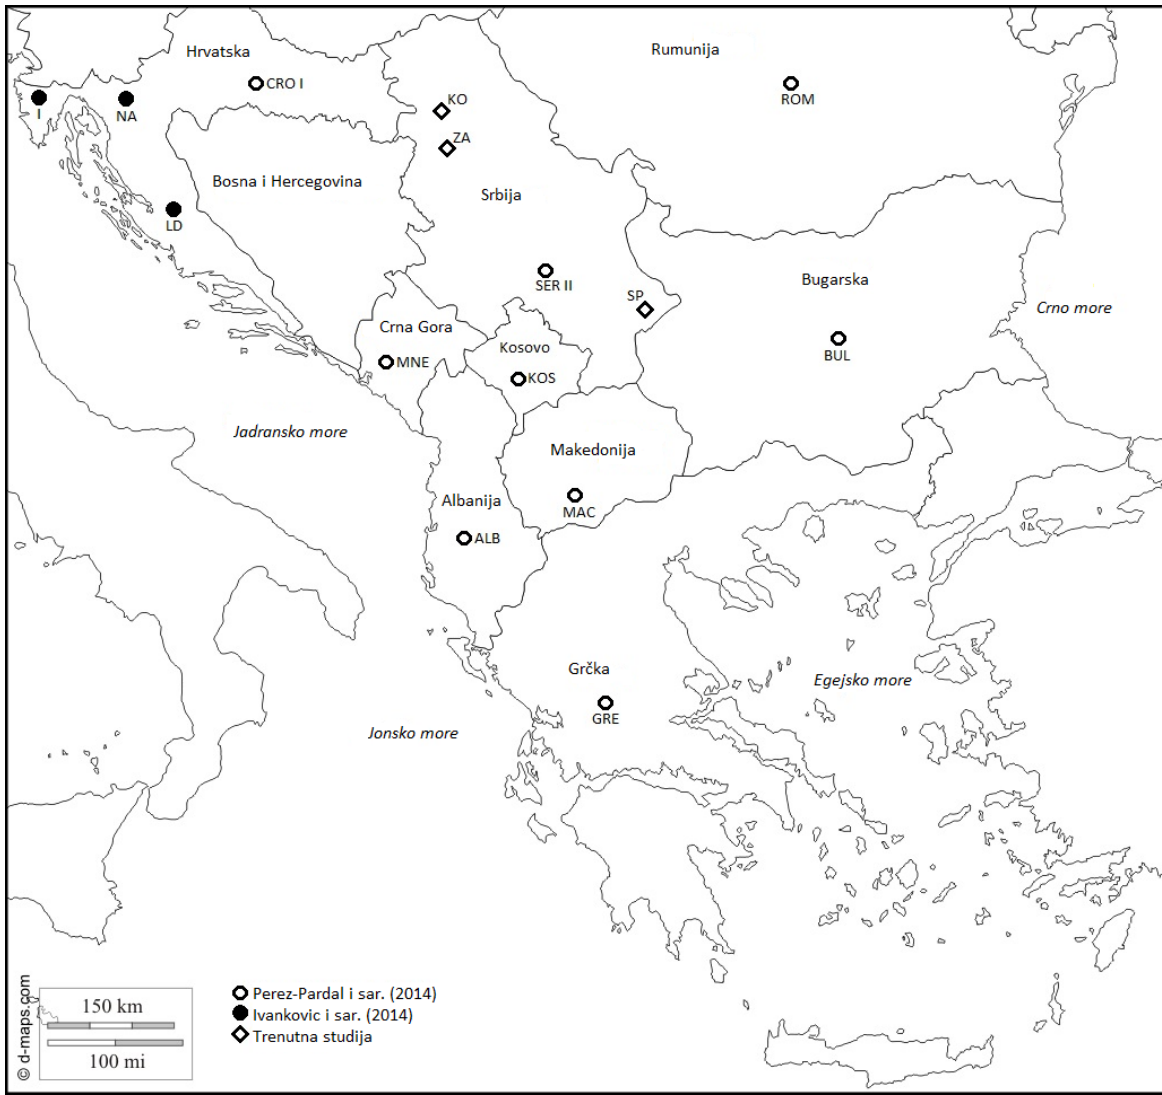 Hrvatska
Rumunija
CRO I
ROM
I
NA
KO
ZA
Bosna i Hercegovina
Srbija
LD
SER II
Bugarska
SP
Crno more
Crna Gora
Kosovo
MNE
KOS
BUL
Jadransko more
Makedonija
Albanija
MAC
ALB
Grčka
Egejsko more
GRE
Jonsko more
Perez-Pardal i sar. (2014)
Ivankovic i sar. (2014)
Trenutna studija
150 km
100 mi
© d-maps.com